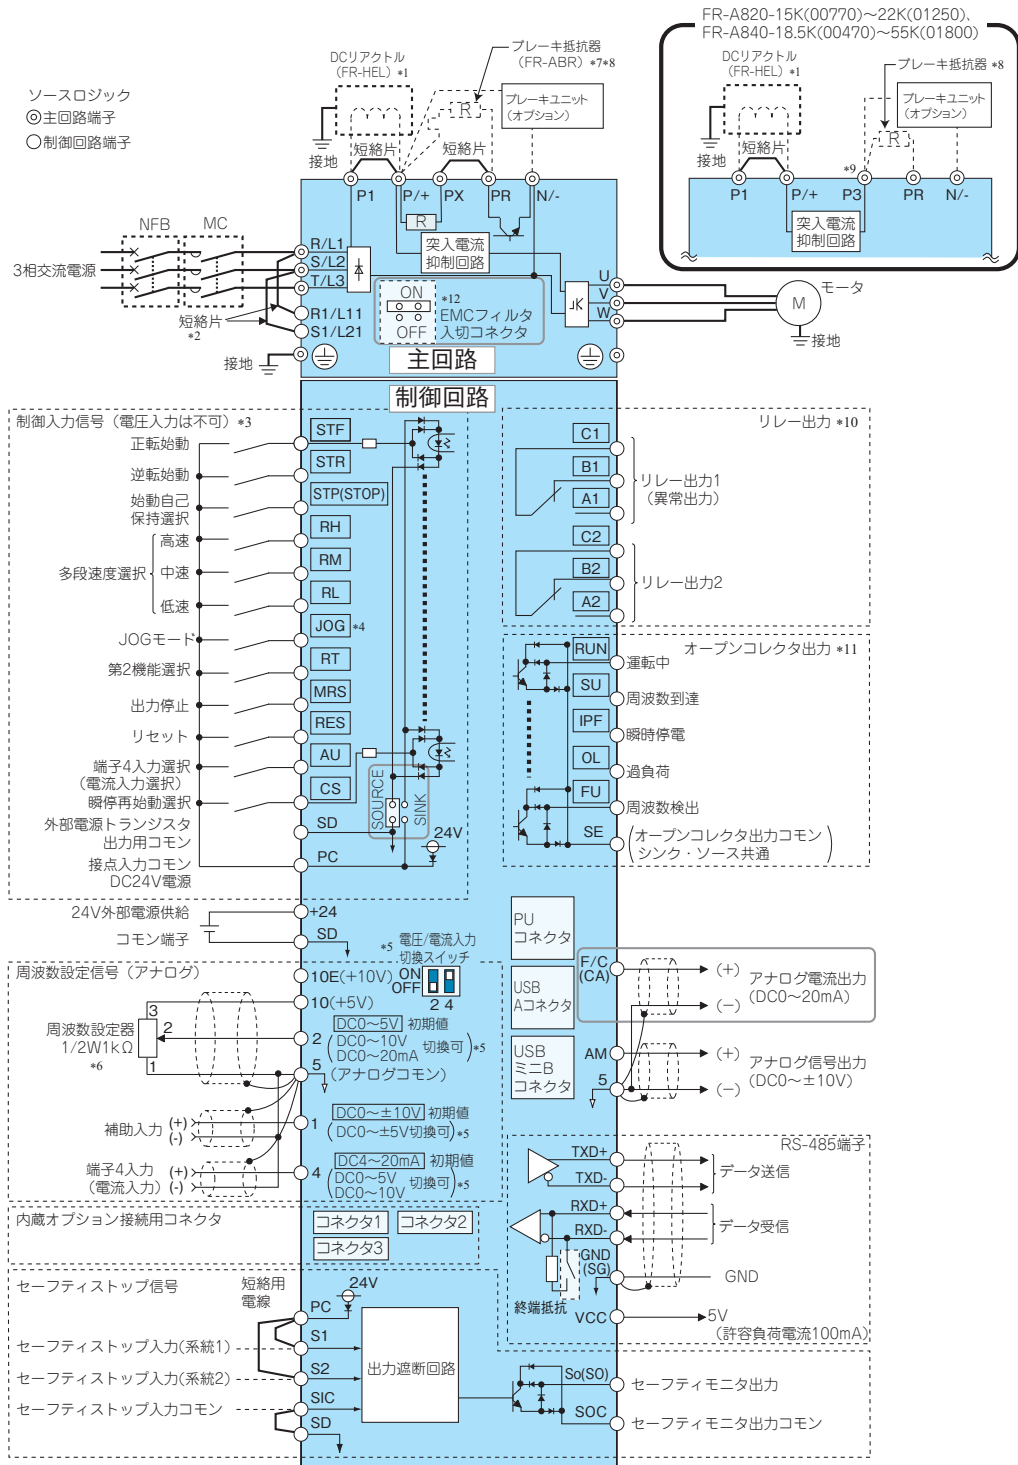 FR-A820-15K(00770)～22K(01250)、
FR-A840-18.5K(00470)～55K(01800)
DCリアクトル
(FR-HEL) *1
ブレーキ抵抗器 *8
ブレーキユニット
(オプション)
R
接地
短絡片
*9
P1
P/+
P3
PR
N/-
突入電流
抑制回路
ソースロジック
主回路端子
制御回路端子
DCリアクトル
(FR-HEL) *1
ブレーキ抵抗器
(FR-ABR) *7*8
R
ブレーキユニット
(オプション)
接地
短絡片
短絡片
P1
P/+
PX
PR
N/-
R
突入電流
抑制回路
NFB
MC
3相交流電源
R/L1
S/L2
T/L3
R1/L11
S1/L21
短絡片
*2
接地
ON
OFF
*12
EMCフィルタ
入切コネクタ
U
V
W
M
モータ
接地
主回路
制御回路
制御入力信号（電圧入力は不可）*3
正転始動
STF
逆転始動
STR
始動自己
保持選択
STP(STOP)
多段速度選択
高速
RH
中速
RM
低速
RL
JOGモード
JOG *4
第2機能選択
RT
出力停止
MRS
リセット
RES
端子4入力選択
(電流入力選択)
AU
瞬停再始動選択
CS
外部電源トランジスタ
出力用コモン
SD
接点入力コモン
DC24V電源
PC
SOURCE
SINK
24V
24V外部電源供給
+24
コモン端子
SD
リレー出力 *10
C1
B1
A1
リレー出力1
(異常出力)
C2
B2
A2
リレー出力2
オープンコレクタ出力 *11
RUN
運転中
SU
周波数到達
IPF
瞬時停電
OL
過負荷
FU
周波数検出
SE
(オープンコレクタ出力コモン
シンク・ソース共通)
*5
電圧/電流入力
切換スイッチ
ON
OFF
2 4
周波数設定信号（アナログ）
10E(+10V)
10(+5V)
周波数設定器
1/2W1kΩ
*6
3
2
1
2
DC0～5V 初期値
(DC0～10V
DC0～20mA 切換可) *5
5
(アナログコモン)
補助入力
(+)
(-)
1
DC0～±10V 初期値
(DC0～±5V切換可) *5
端子4入力
(電流入力)
(+)
(-)
4
DC4～20mA 初期値
(DC0～5V
DC0～10V 切換可) *5
PU
コネクタ
USB
Aコネクタ
USB
ミニB
コネクタ
F/C
(CA)
(+)
(−)
アナログ電流出力
(DC0～20mA)
AM
5
(+)
(−)
アナログ信号出力
(DC0～±10V)
RS-485端子
TXD+
TXD-
データ送信
RXD+
RXD-
データ受信
GND
(SG)
GND
終端抵抗
VCC
5V
(許容負荷電流100mA)
内蔵オプション接続用コネクタ
コネクタ1
コネクタ2
コネクタ3
セーフティストップ信号
短絡用
電線
24V
PC
セーフティストップ入力(系統1)
S1
セーフティストップ入力(系統2)
S2
セーフティストップ入力コモン
SIC
SD
出力遮断回路
So(SO)
セーフティモニタ出力
SOC
セーフティモニタ出力コモン